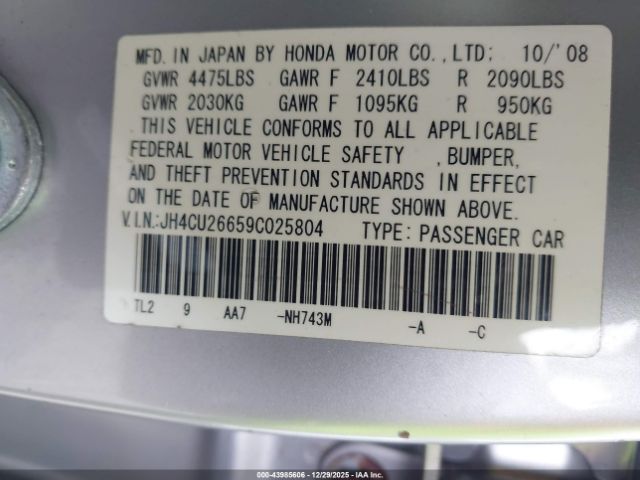 MFD. IN JAPAN BY HONDA MOTOR CO., LTD: 10/'08
GVWR 4475LBS GAWR F 2410LBS R 2090LBS
GVWR 2030KG GAWR F 1095KG R 950KG
THIS VEHICLE CONFORMS TO ALL APPLICABLE
FEDERAL MOTOR VEHICLE SAFETY , BUMPER,
AND THEFT PREVENTION STANDARDS IN EFFECT
ON THE DATE OF MANUFACTURE SHOWN ABOVE.
V.I.N.:JH4CU26659C025804 TYPE: PASSENGER CAR
TL2 9 AA7 -NH743M -A -C
000-43985606 • 12/29/2025 • IAA Inc.